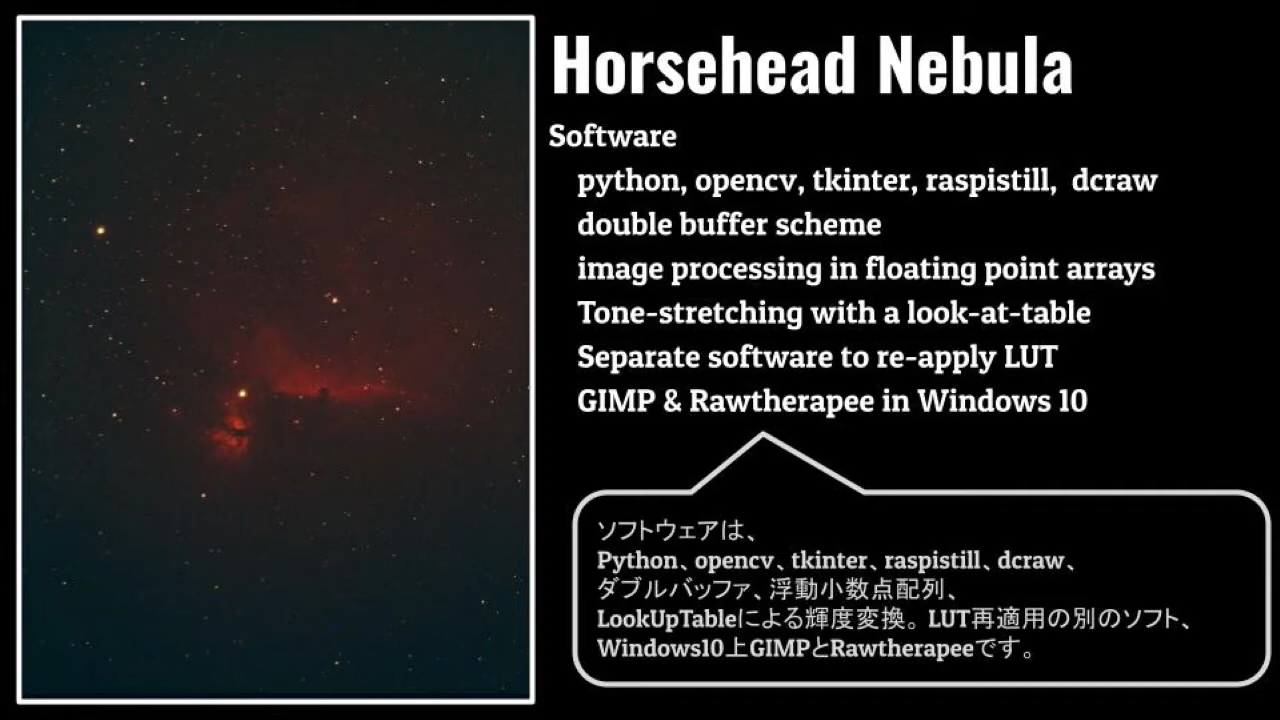 Horsehead Nebula
Software
python, opencv, tkinter, raspistill, dcraw
double buffer scheme
image processing in floating point arrays
Tone-stretching with a look-at-table
Separate software to re-apply LUT
GIMP & Rawtherapee in Windows 10
ソフトウェアは、
Python、opencv、tkinter、raspistill、dcraw、
ダブルバッファ、浮動小数点配列、
LookUpTableによる輝度変換。LUT再適用の別のソフト、
Windows10上GIMPとRawtherapeeです。